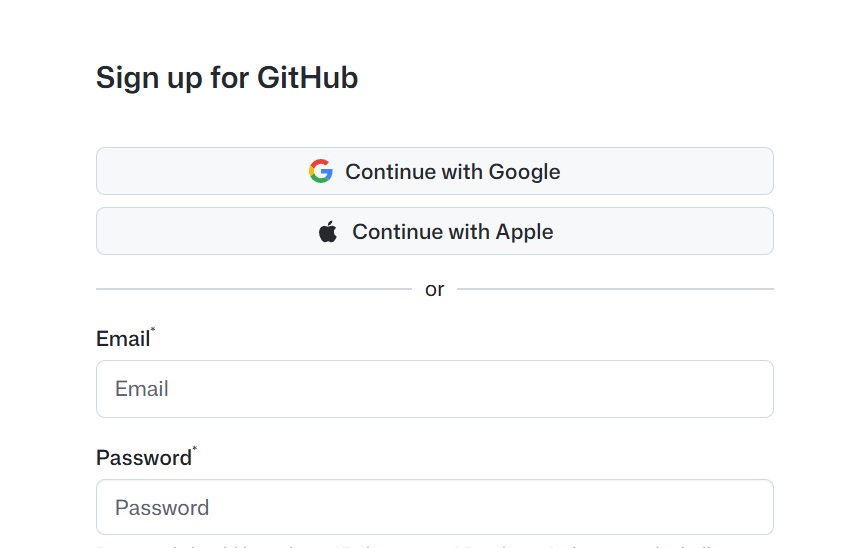 Sign up for GitHub
Continue with Google
Continue with Apple
or
Email*
Email
Password*
Password